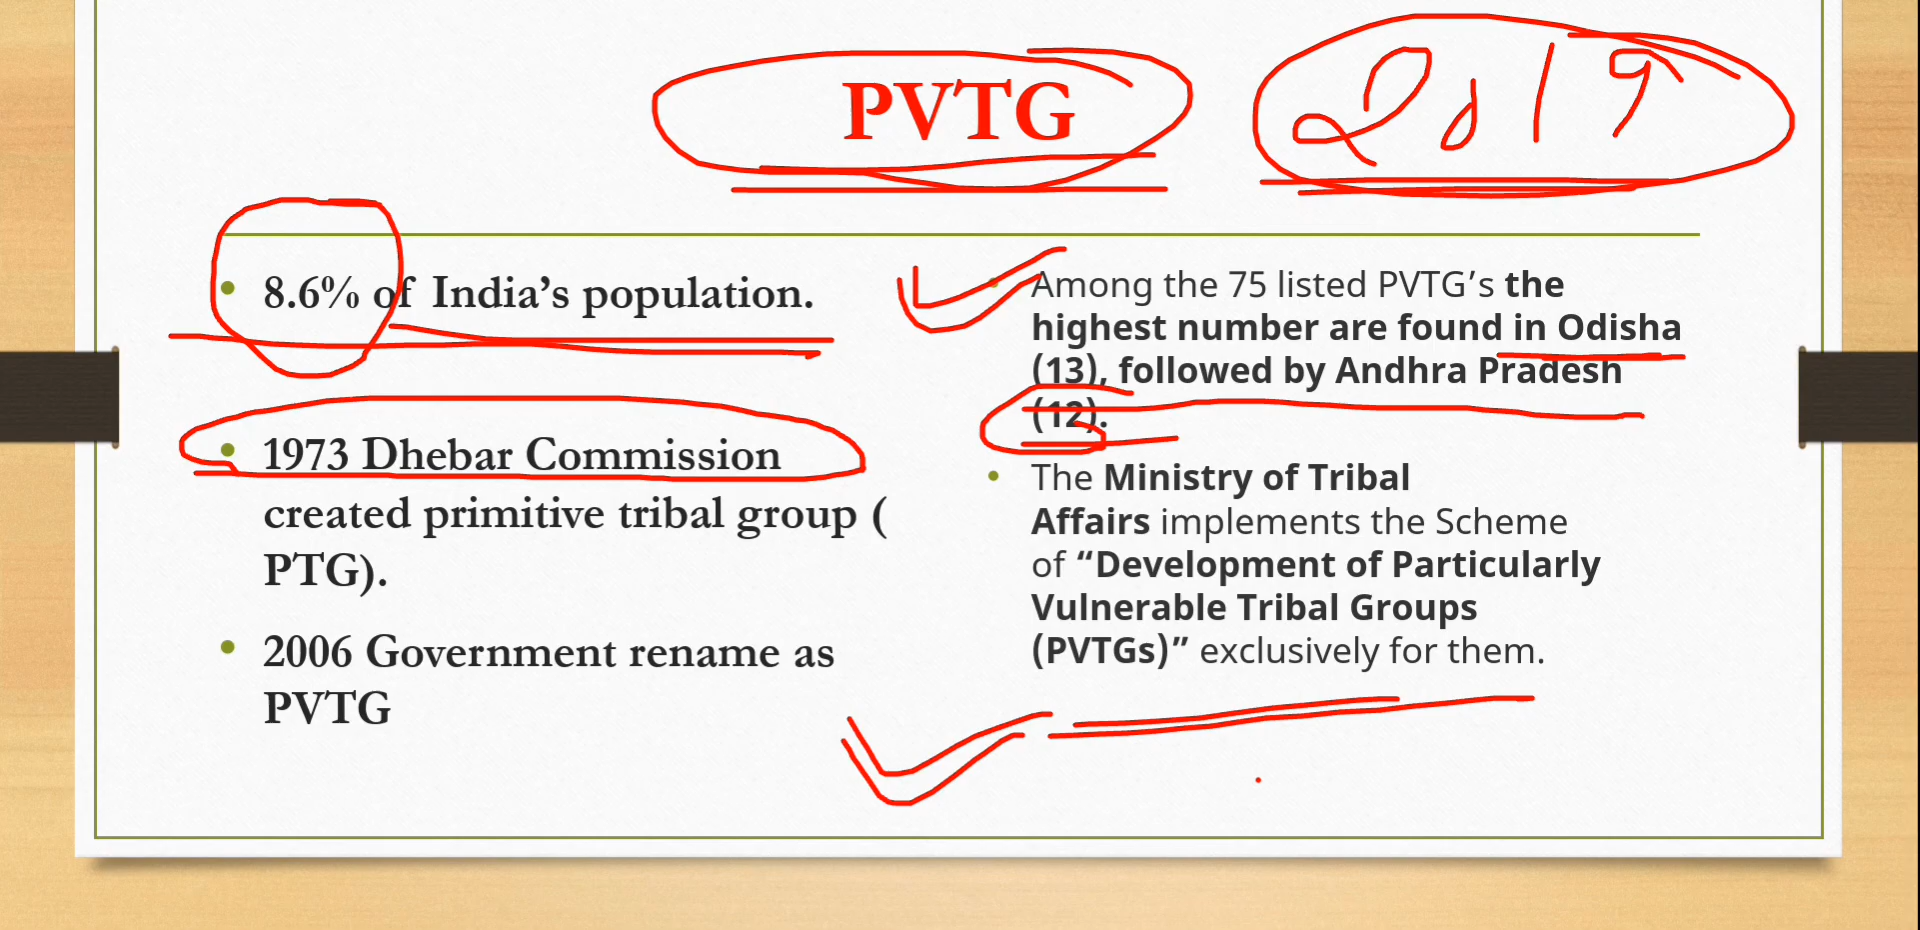 PVTG
2019
8.6% of India’s population.
1973 Dhebar Commission
created primitive tribal group (
PTG).
2006 Government rename as
PVTG
Among the 75 listed PVTG’s the
highest number are found in Odisha
(13), followed by Andhra Pradesh
(12).
The Ministry of Tribal
Affairs implements the Scheme
of “Development of Particularly
Vulnerable Tribal Groups
(PVTGs)” exclusively for them.